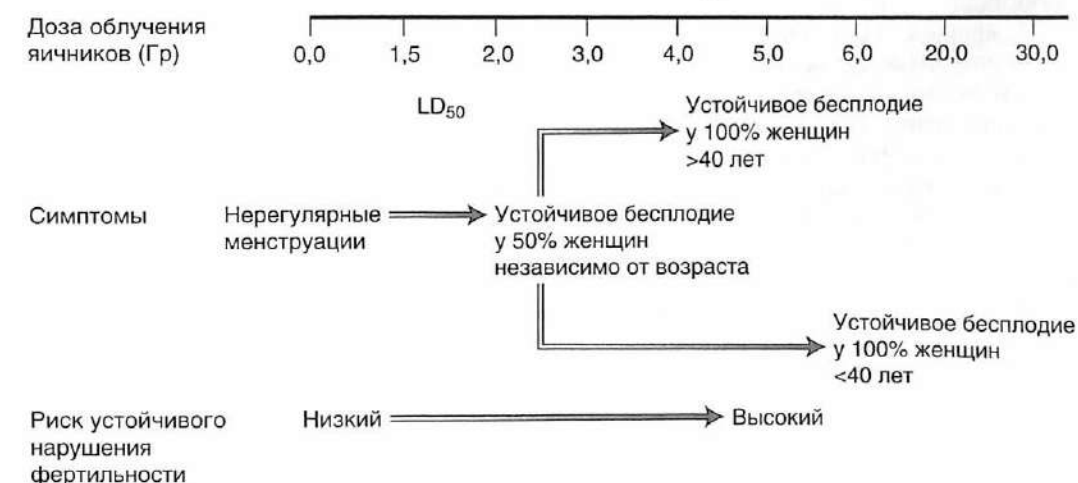 Доза облучения
яичников (Гр)
0,0 1,5 2,0 3,0 4,0 5,0 6,0 20,0 30,0
LD50
Устойчивое бесплодие
у 100% женщин
>40 лет
Симптомы
Нерегулярные
менструации
Устойчивое бесплодие
у 50% женщин
независимо от возраста
Устойчивое бесплодие
у 100% женщин
<40 лет
Риск устойчивого
нарушения
фертильности
Низкий
Высокий